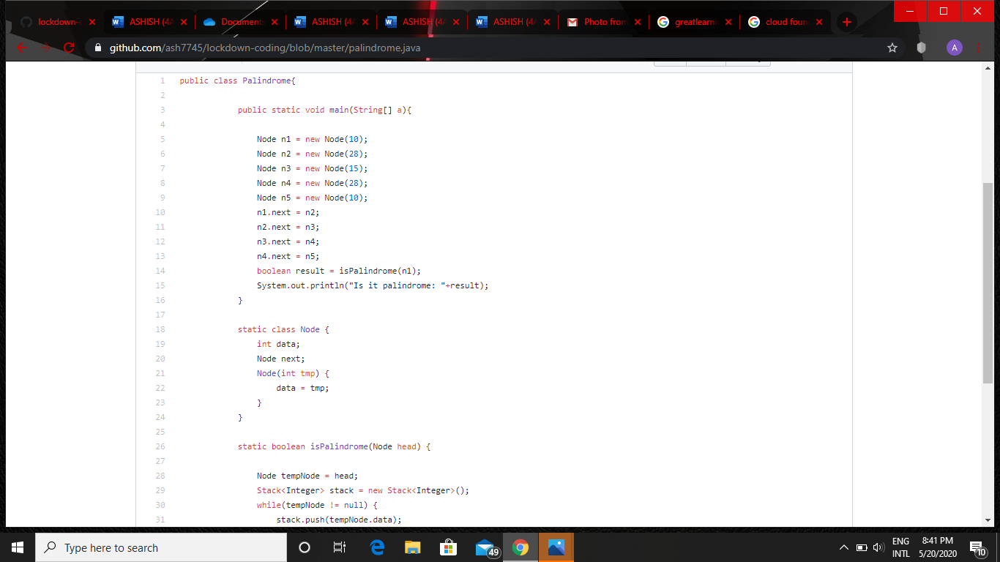 lockdown-
ASHISH (4/
Documents
ASHISH (4/
ASHISH (4/
ASHISH (4/
Photo from
greatlearni
cloud foun
github.com/ash7745/lockdown-coding/blob/master/palindrome.java
A
1 public class Palindrome{
2
3 public static void main(String[] a){
4
5 Node n1 = new Node(10);
6 Node n2 = new Node(28);
7 Node n3 = new Node(15);
8 Node n4 = new Node(28);
9 Node n5 = new Node(10);
10 n1.next = n2;
11 n2.next = n3;
12 n3.next = n4;
13 n4.next = n5;
14 boolean result = isPalindrome(n1);
15 System.out.println("Is it palindrome: "+result);
16 }
17
18 static class Node {
19 int data;
20 Node next;
21 Node(int tmp) {
22 data = tmp;
23 }
24 }
25
26 static boolean isPalindrome(Node head) {
27
28 Node tempNode = head;
29 Stack<Integer> stack = new Stack<Integer>();
30 while(tempNode != null) {
31 stack.push(tempNode.data);
Type here to search
49
ENG
INTL
8:41 PM
5/20/2020
10